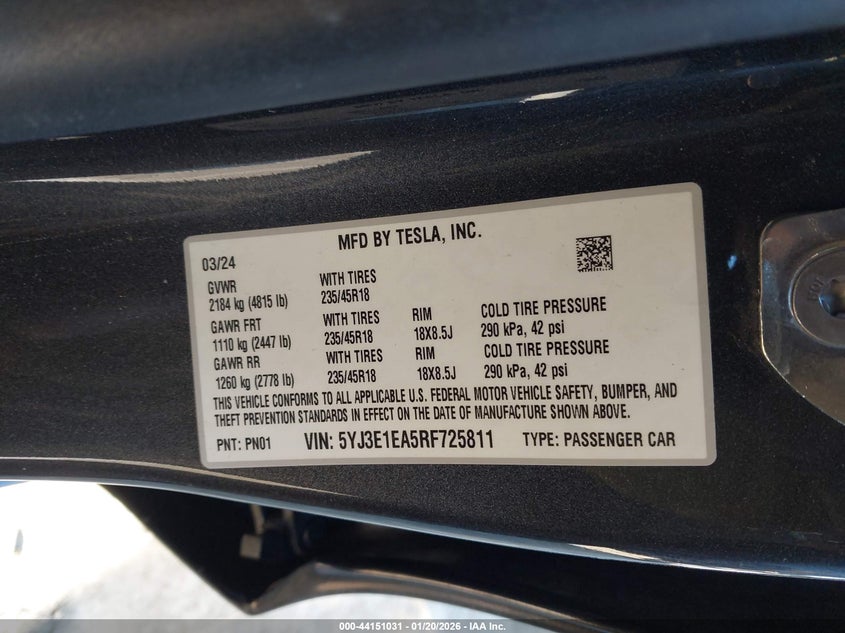 MFD BY TESLA, INC.
03/24
GVWR WITH TIRES
2184 kg (4815 lb) 235/45R18
GAWR FRT WITH TIRES RIM COLD TIRE PRESSURE
1110 kg (2447 lb) 235/45R18 18X8.5J 290 kPa, 42 psi
GAWR RR WITH TIRES RIM COLD TIRE PRESSURE
1260 kg (2778 lb) 235/45R18 18X8.5J 290 kPa, 42 psi
THIS VEHICLE CONFORMS TO ALL APPLICABLE U.S. FEDERAL MOTOR VEHICLE SAFETY, BUMPER, AND
THEFT PREVENTION STANDARDS IN EFFECT ON THE DATE OF MANUFACTURE SHOWN ABOVE.
PNT: PN01 VIN: 5YJ3E1EA5RF725811 TYPE: PASSENGER CAR
000-44151031 - 01/20/2026 - IAA Inc.